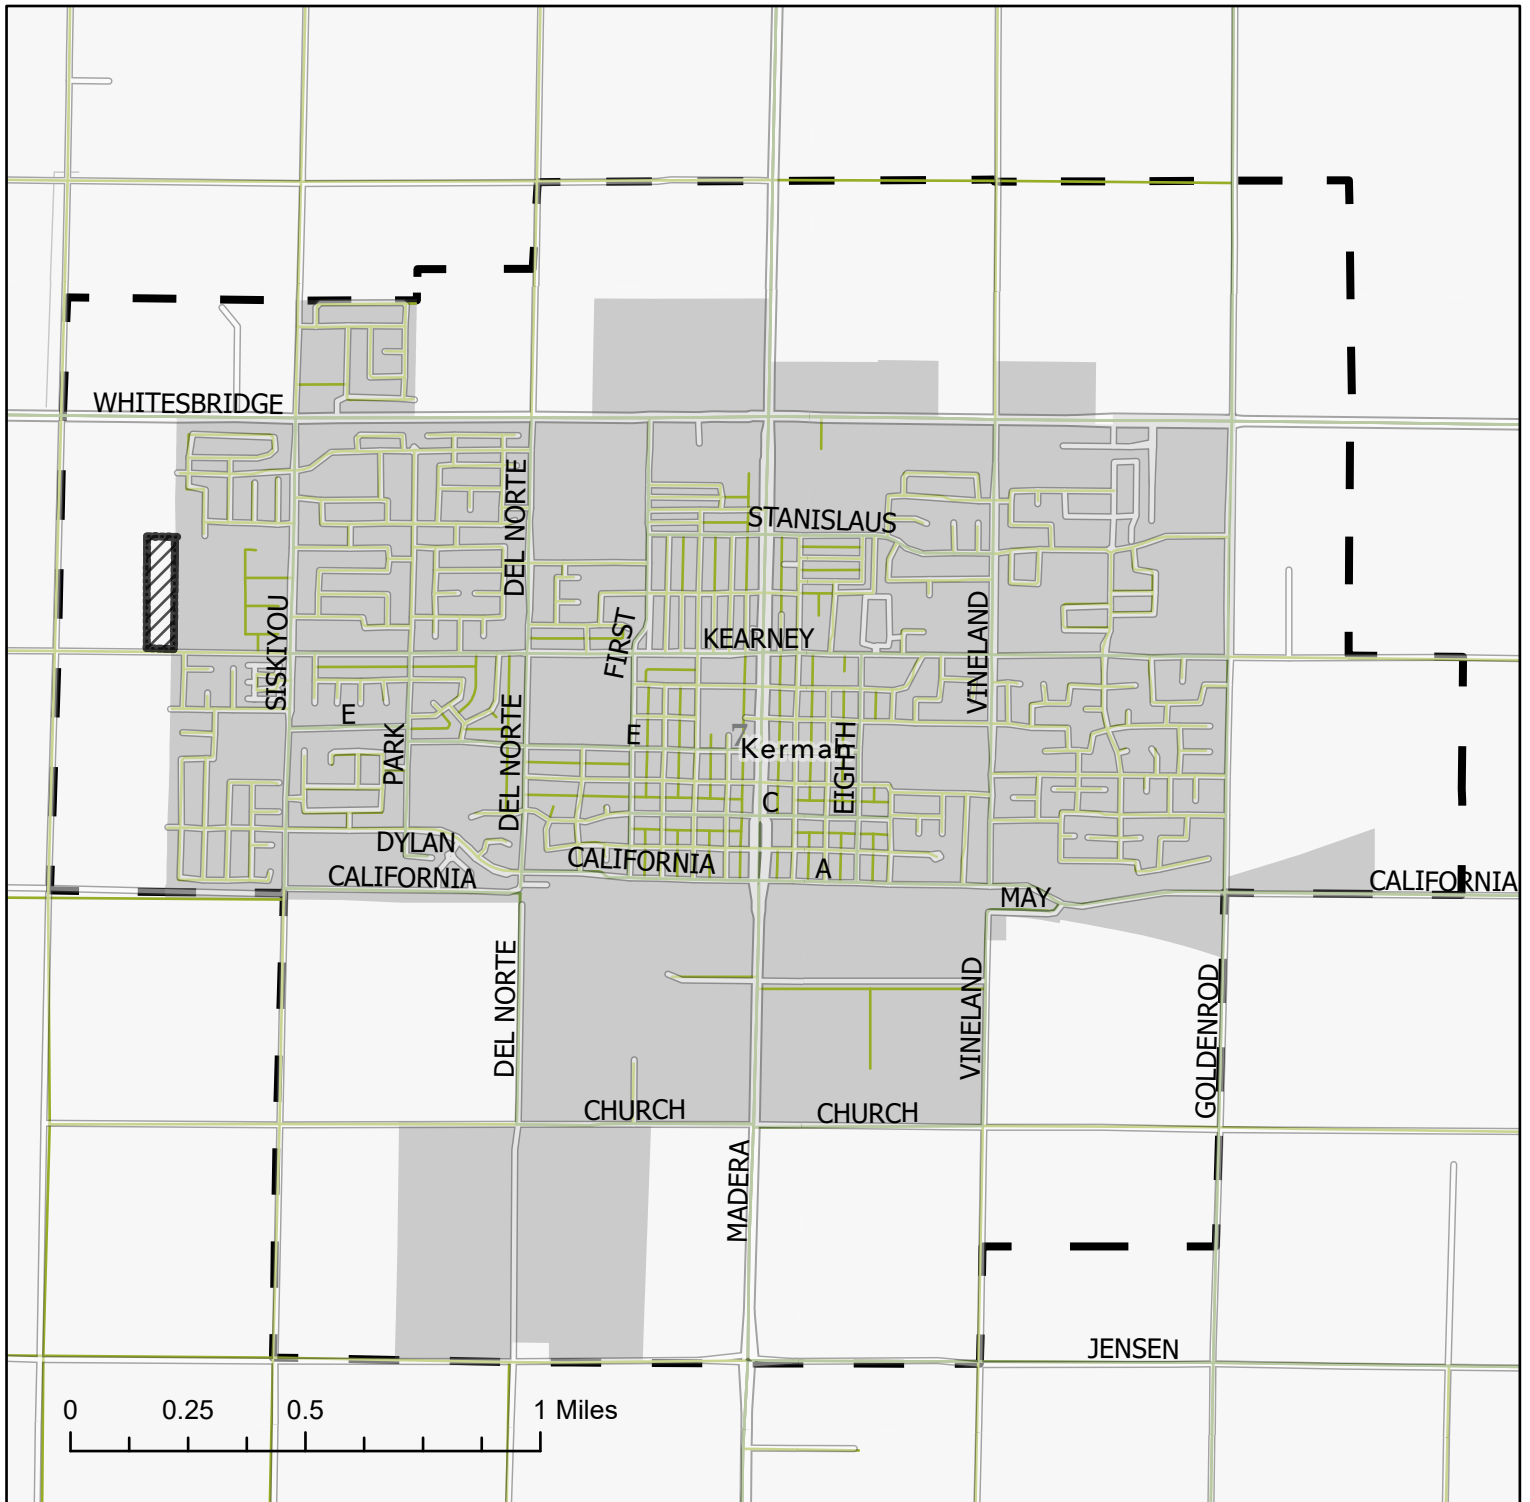 WHITESBRIDGE
DEL NORTE
STANISLAUS
SISKIYOU
FIRST
KEARNEY
VINELAND
E
PARK
DEL NORTE
E
7
Kerman
EIGHTH
C
DYLAN
CALIFORNIA
CALIFORNIA
A
MAY
CALIFORNIA
DEL NORTE
VINELAND
GOLDENROD
CHURCH
CHURCH
MADERA
JENSEN
0 0.25 0.5 1 Miles